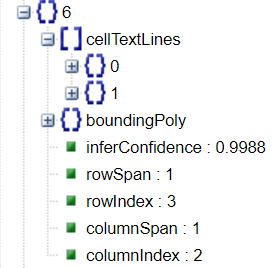 6
cellTextLines
0
1
boundingPoly
inferConfidence : 0.9988
rowSpan : 1
rowIndex : 3
columnSpan : 1
columnIndex : 2